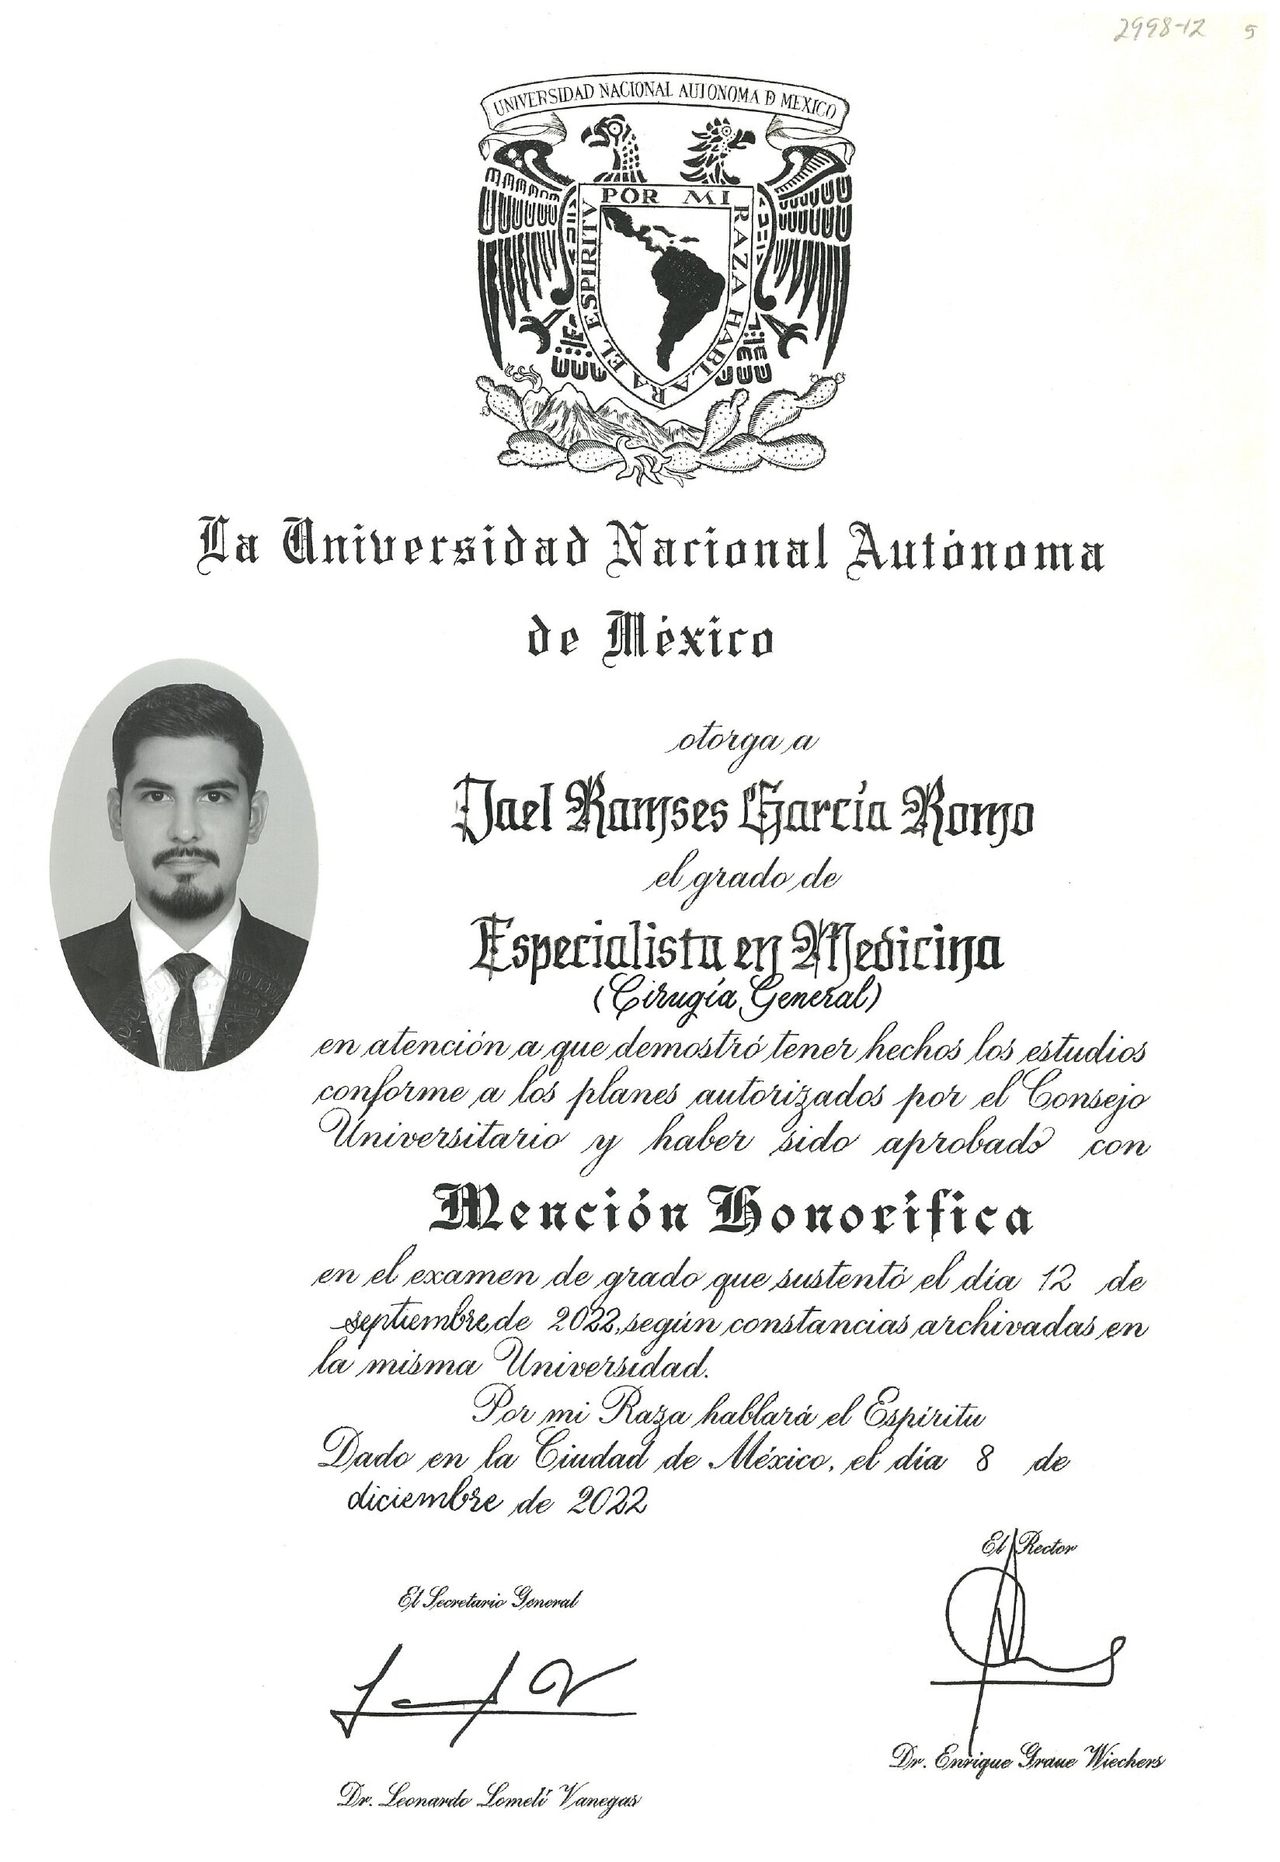 2998-12 5
UNIVERSIDAD NACIONAL AUTONOMA D MEXICO
POR MI RAZA HABLARA EL ESPIRITV
La Universidad Nacional Autónoma
de México
otorga a
Jael Ramses García Romo
el grado de
Especialista en Medicina
(Cirugía General)
en atención a que demostró tener hechos los estudios
conforme a los planes autorizados por el Consejo
Universitario y haber sido aprobado con
Mención Honorífica
en el examen de grado que sustentó el día 12 de
septiembre de 2022, según constancias archivadas en
la misma Universidad.
Por mi Raza hablará el Espíritu
Dado en la Ciudad de México, el día 8 de
diciembre de 2022
El Rector
El Secretario General
Dr. Enrique Graue Wiechers
Dr. Leonardo Lomelí Vanegas